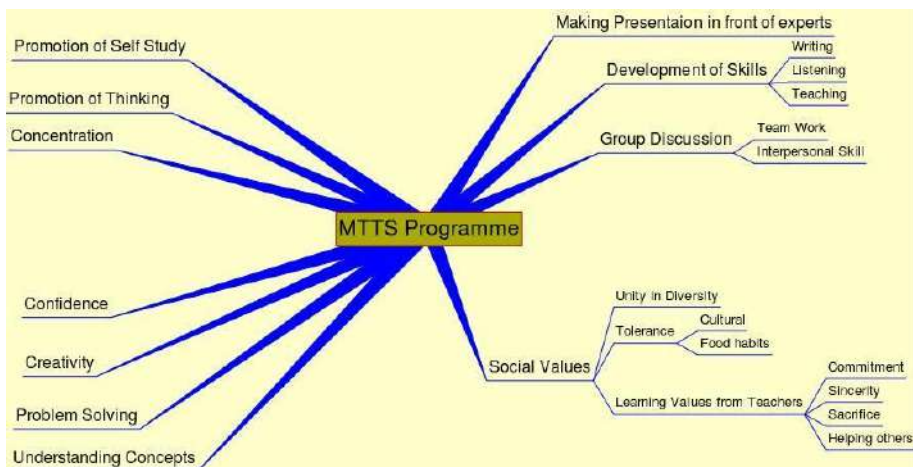 Promotion of Self Study
Promotion of Thinking
Concentration
Confidence
Creativity
Problem Solving
Understanding Concepts
MTTS Programme
Making Presentaion in front of experts
Development of Skills
Writing
Listening
Teaching
Group Discussion
Team Work
Interpersonal Skill
Social Values
Unity in Diversity
Tolerance
Cultural
Food habits
Learning Values from Teachers
Commitment
Sincerity
Sacrifice
Helping others